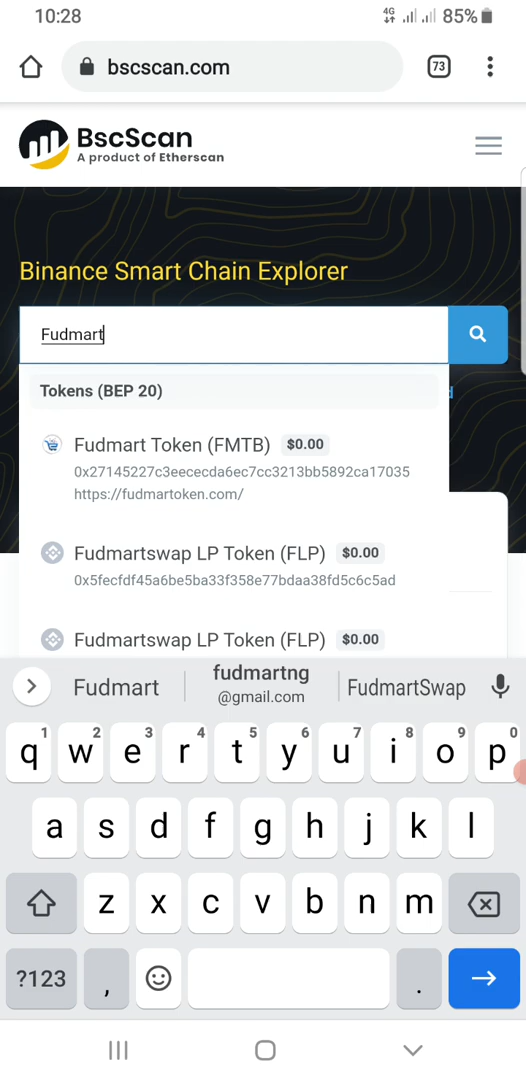 10:28
4G 85%
bscscan.com
73
BscScan
A product of Etherscan
Binance Smart Chain Explorer
Fudmart
Tokens (BEP 20)
Fudmart Token (FMTB) $0.00
0x27145227c3eececda6ec7cc3213bb5892ca17035
https://fudmartoken.com/
Fudmartswap LP Token (FLP) $0.00
0x5fecfdf45a6be5ba33f358e77bdaa38fd5c6c5ad
Fudmartswap LP Token (FLP) $0.00
Fudmart
fudmartng
@gmail.com
FudmartSwap
1 2 3 4 5 6 7 8 9 0
q w e r t y u i o p
a s d f g h j k l
z x c v b n m
?123 , .